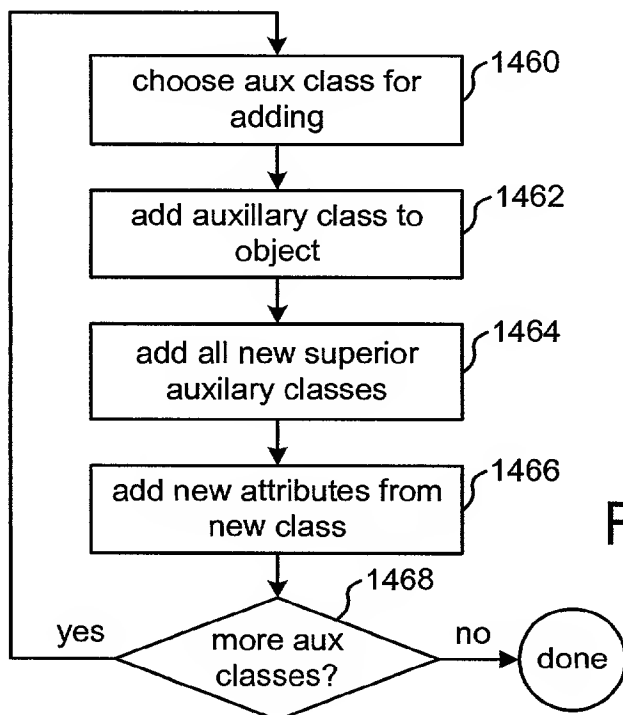 choose aux class for
adding
1460
add auxillary class to
object
1462
add all new superior
auxilary classes
1464
add new attributes from
new class
1466
F
1468
yes
more aux
classes?
no
done